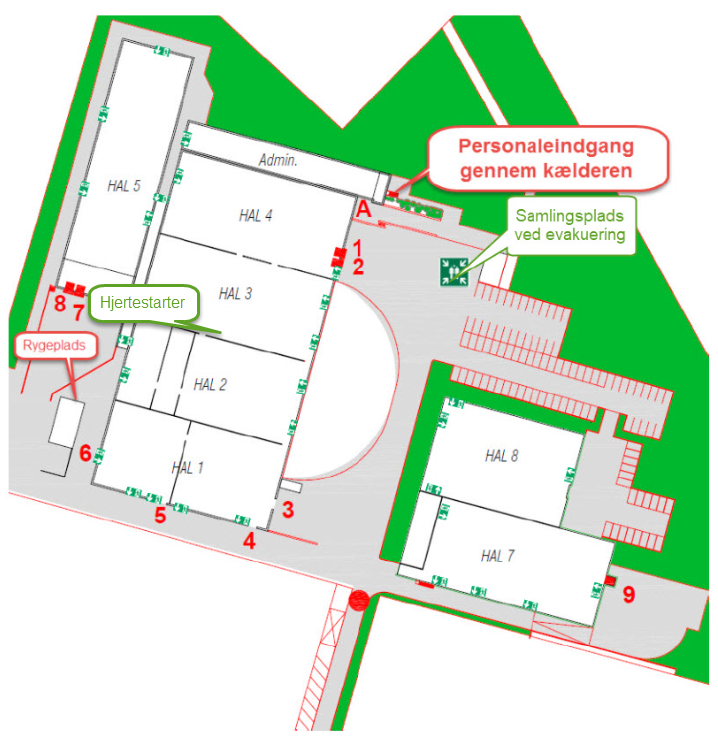 Personaleindgang
gennem kælderen
Admin.
HAL 5
A
HAL 4
Samlingsplads
ved evakuering
1
2
8
7
Hjertestarter
HAL 3
Rygeplads
HAL 2
6
HAL 1
HAL 8
3
5
4
HAL 7
9